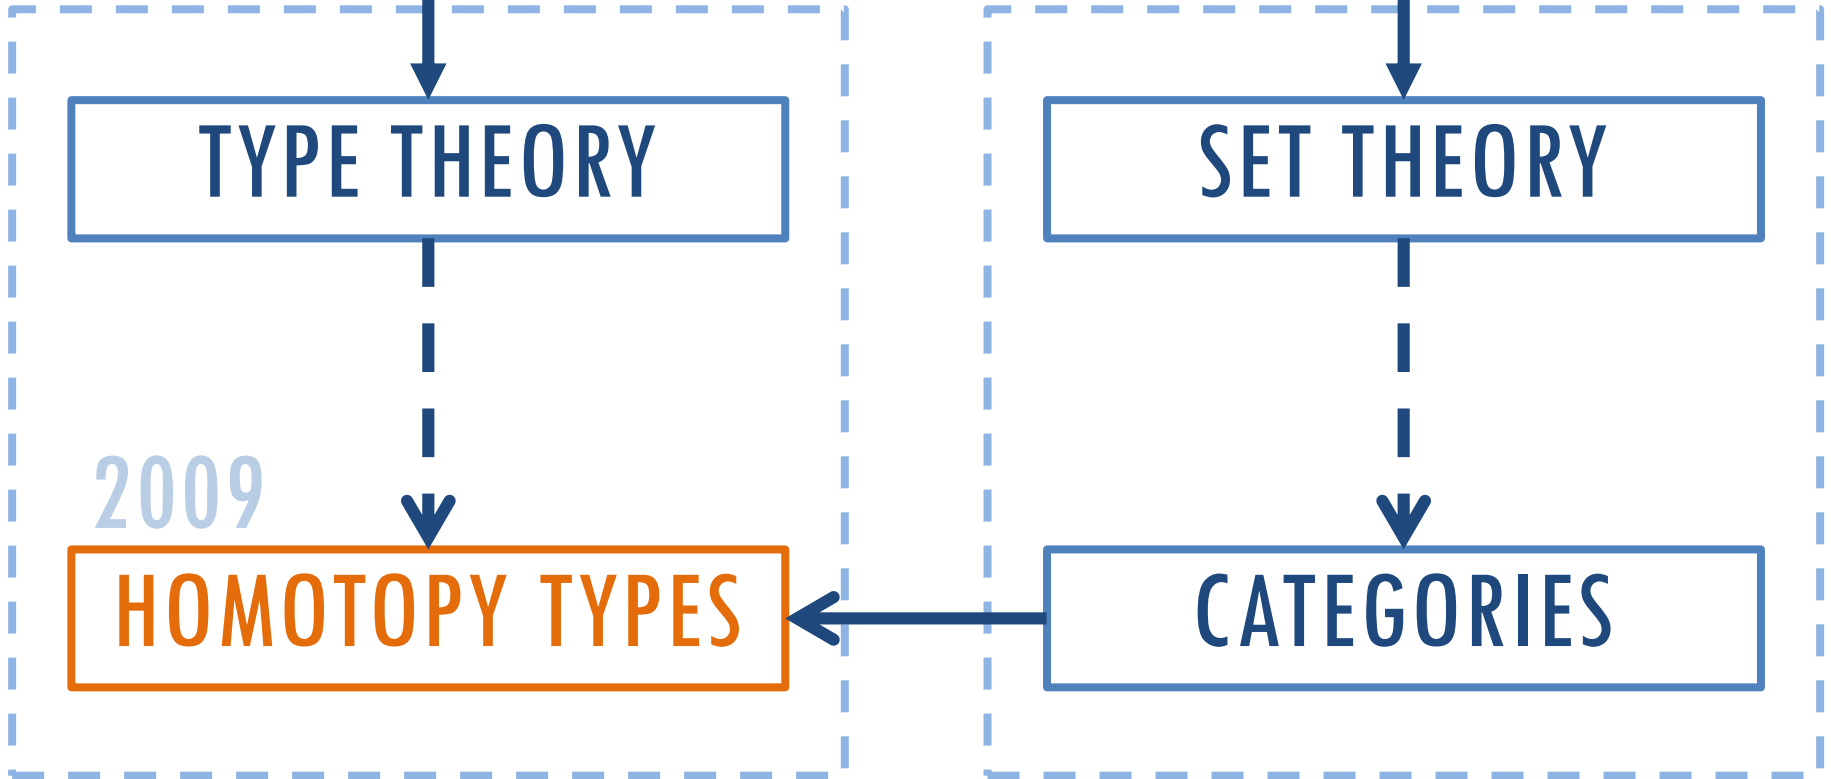 TYPE THEORY
SET THEORY
2009
HOMOTOPY TYPES
CATEGORIES